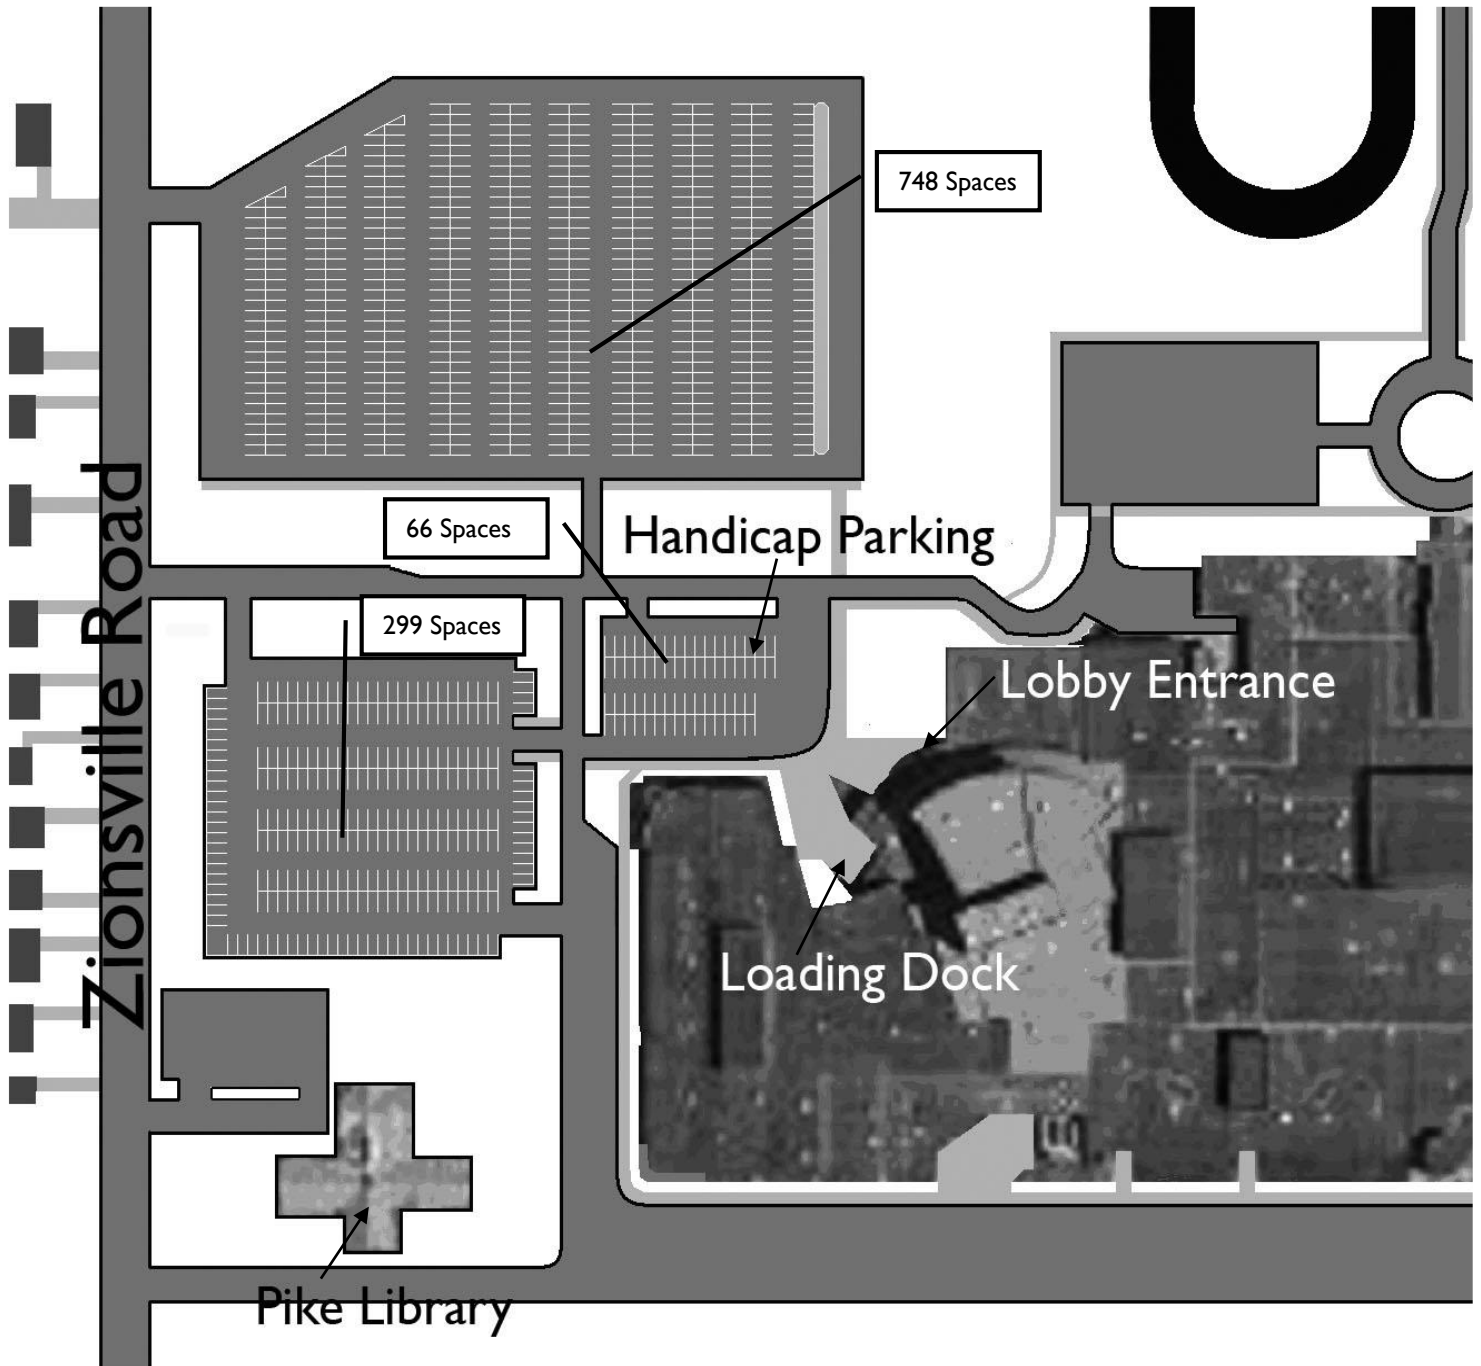 748 Spaces
66 Spaces
Handicap Parking
299 Spaces
Zionsville Road
Lobby Entrance
Loading Dock
Pike Library